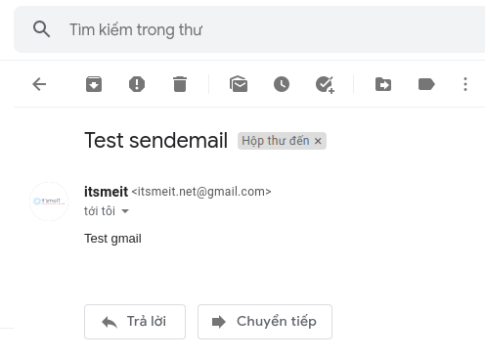 Tìm kiếm trong thư
Test sendemail Hộp thư đến ×
itsmeit <itsmeit.net@gmail.com>
tới tôi
Test gmail
Trả lời Chuyển tiếp